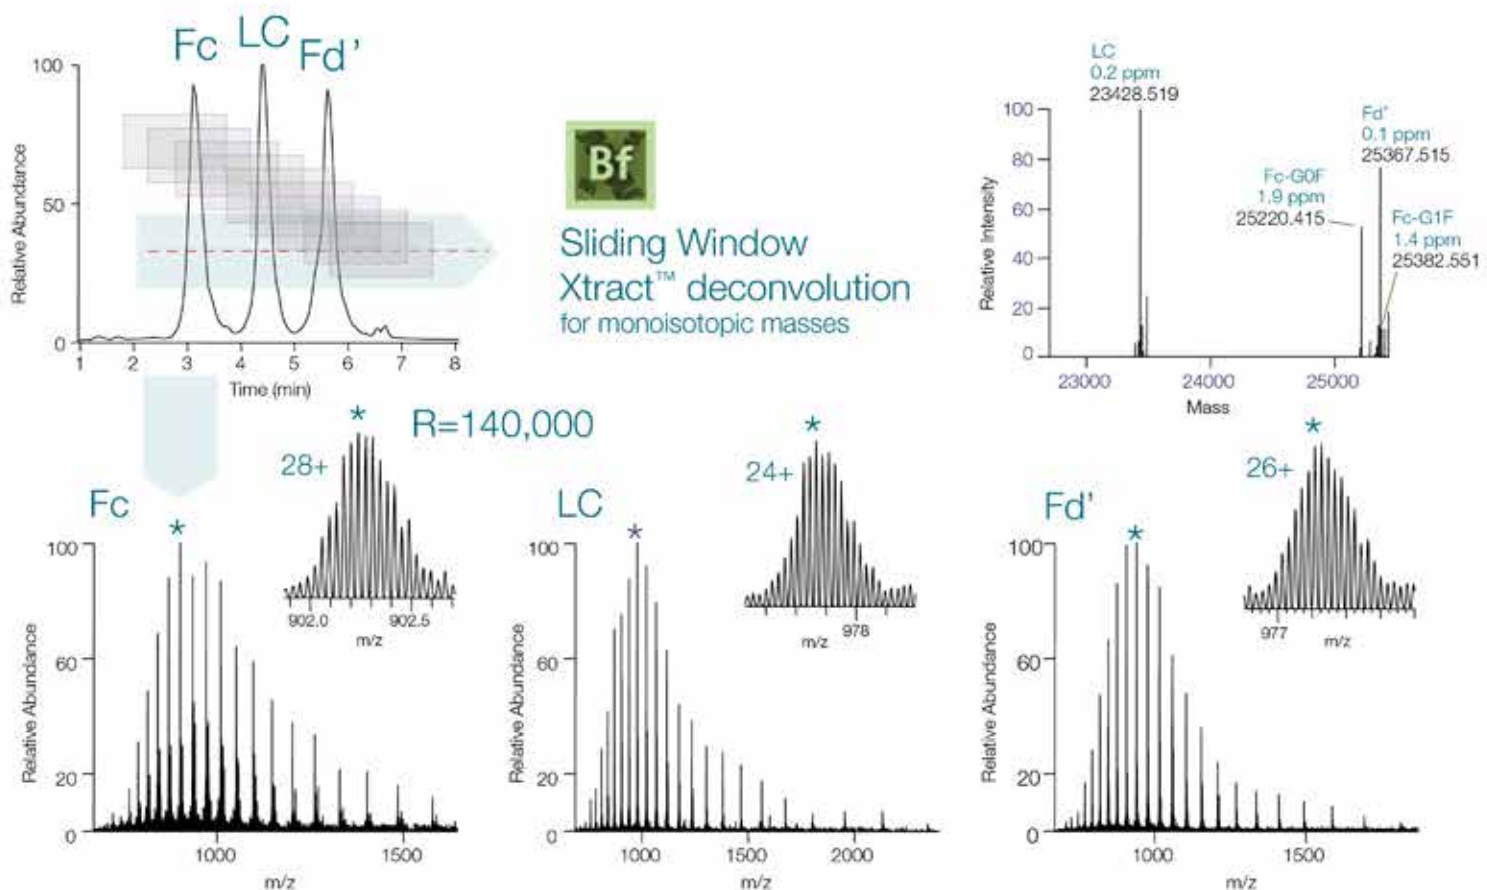 Fc
LC
Fd’
100
50
0
Relative Abundance
1 2 3 4 5 6 7 8
Time (min)
Bf
Sliding Window
Xtract™ deconvolution
for monoisotopic masses
LC
0.2 ppm
23428.519
Fd’
0.1 ppm
25367.515
Fc-G0F
1.9 ppm
25220.415
Fc-G1F
1.4 ppm
25382.551
100
80
60
40
20
0
Relative Intensity
23000 24000 25000
Mass
R=140,000
Fc
*
28+
*
902.0 902.5
m/z
100
60
20
0
Relative Abundance
1000 1500
m/z
LC
*
24+
*
978
m/z
100
60
20
0
Relative Abundance
1000 1500 2000
m/z
Fd’
*
26+
*
977
m/z
100
60
20
0
Relative Abundance
1000 1500
m/z